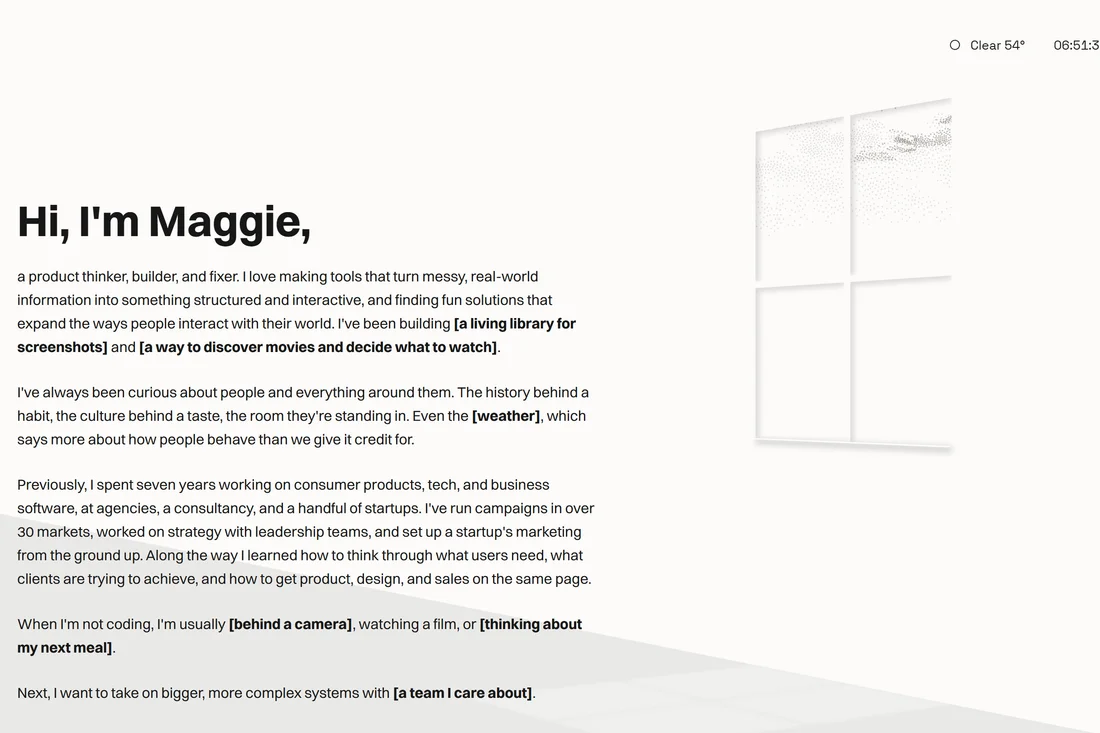 Clear 54°
06:51:3
Hi, I'm Maggie,
a product thinker, builder, and fixer. I love making tools that turn messy, real-world
information into something structured and interactive, and finding fun solutions that
expand the ways people interact with their world. I've been building [a living library for
screenshots] and [a way to discover movies and decide what to watch].
I've always been curious about people and everything around them. The history behind a
habit, the culture behind a taste, the room they're standing in. Even the [weather], which
says more about how people behave than we give it credit for.
Previously, I spent seven years working on consumer products, tech, and business
software, at agencies, a consultancy, and a handful of startups. I've run campaigns in over
30 markets, worked on strategy with leadership teams, and set up a startup's marketing
from the ground up. Along the way I learned how to think through what users need, what
clients are trying to achieve, and how to get product, design, and sales on the same page.
When I'm not coding, I'm usually [behind a camera], watching a film, or [thinking about
my next meal].
Next, I want to take on bigger, more complex systems with [a team I care about].